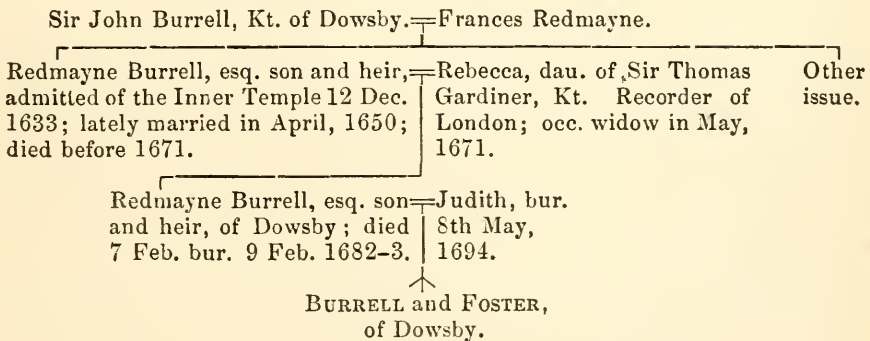 Sir John Burrell, Kt. of Dowsby. Frances Redmayne.
Redmayne Burrell, esq. son and heir,
admitted of the Inner Temple 12 Dec.
1633; lately married in April, 1650;
died before 1671.
Rebecca, dau. of Sir Thomas
Gardiner, Kt. Recorder of
London; occ. widow in May,
1671.
Other
issue.
Redmayne Burrell, esq. son
and heir, of Dowsby; died
7 Feb. bur. 9 Feb. 1682-3.
Judith, bur.
8th May,
1694.
BURRELL and FOSTER,
of Dowsby.